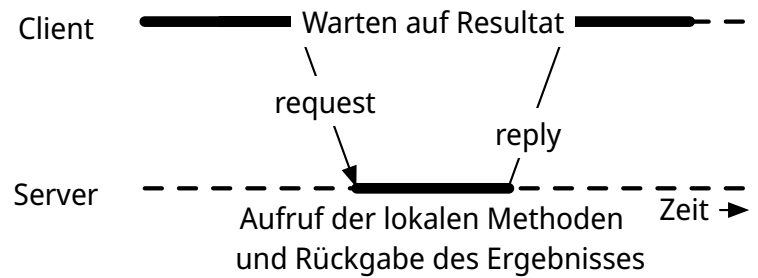 Client
Warten auf Resultat
request
reply
Server
Zeit
Aufruf der lokalen Methoden
und Rückgabe des Ergebnisses